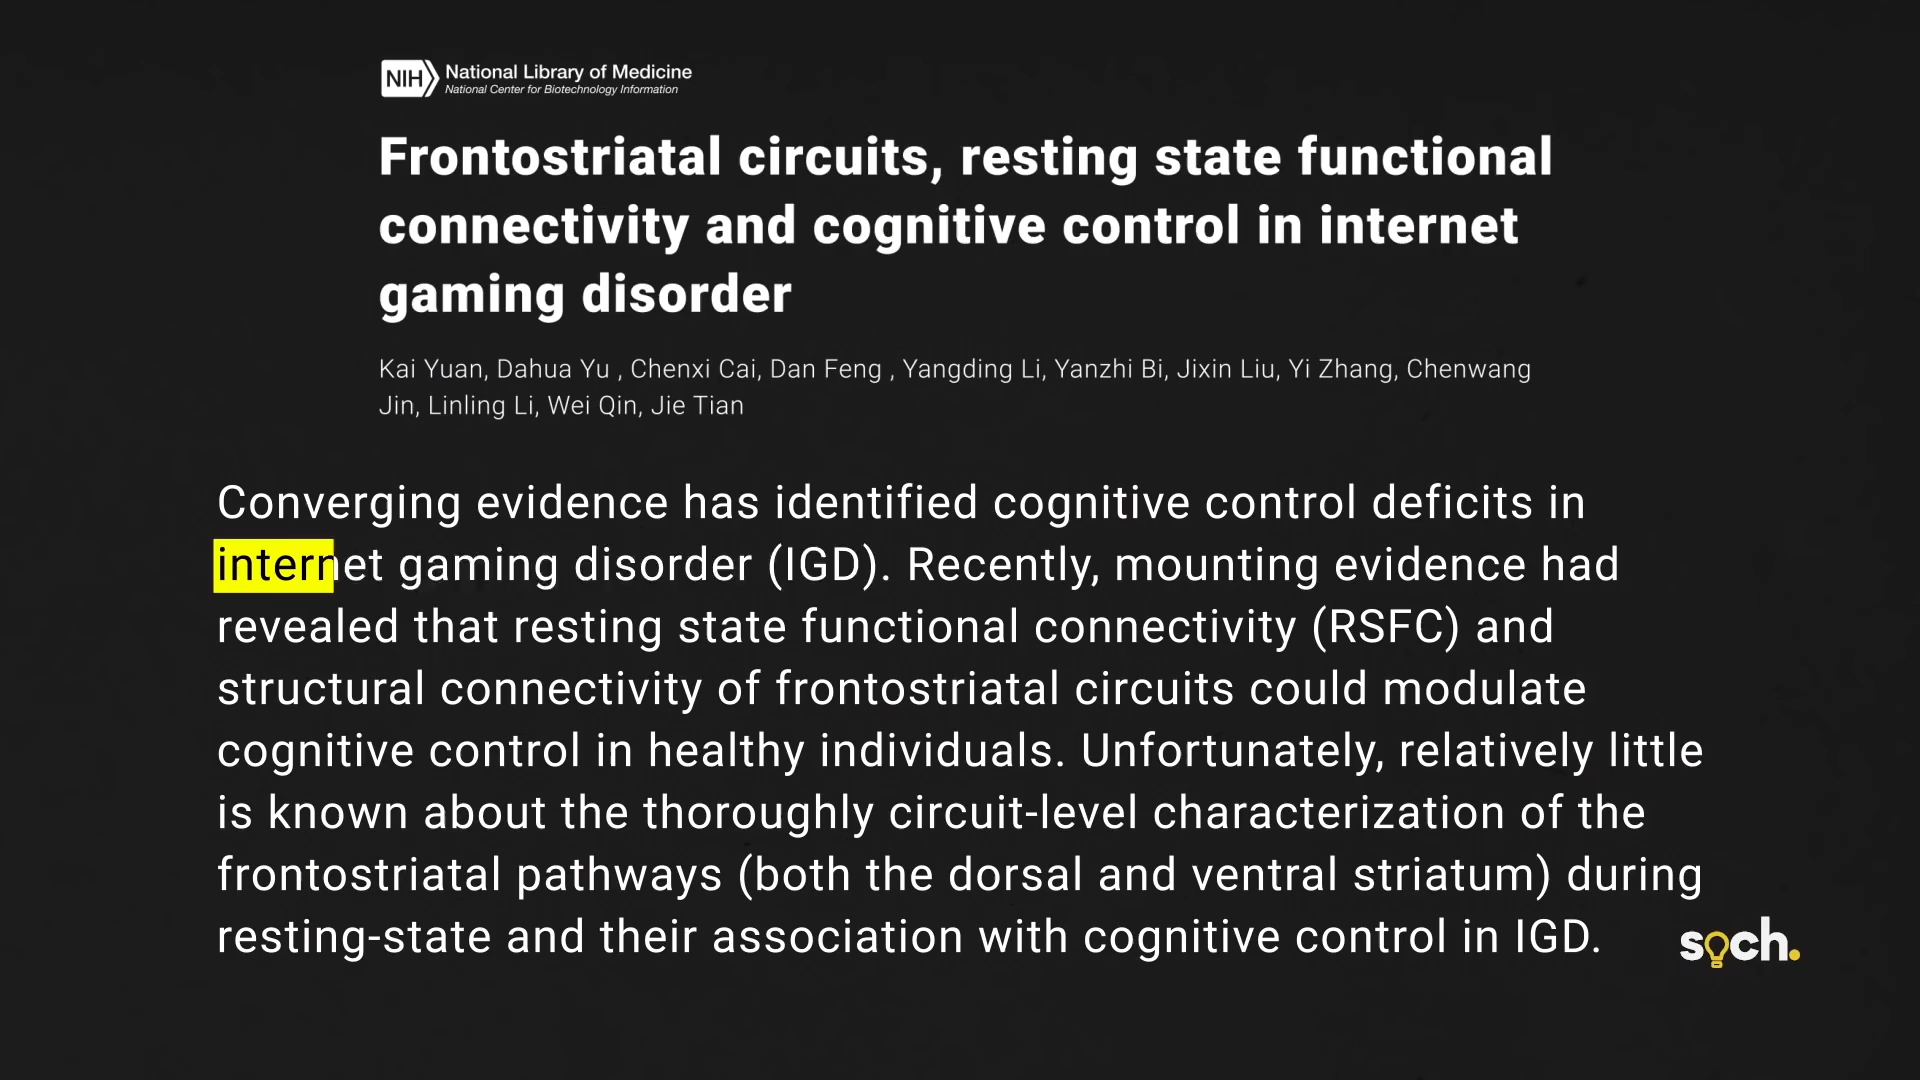 NIH National Library of Medicine
National Center for Biotechnology Information
Frontostriatal circuits, resting state functional
connectivity and cognitive control in internet
gaming disorder
Kai Yuan, Dahua Yu , Chenxi Cai, Dan Feng , Yangding Li, Yanzhi Bi, Jixin Liu, Yi Zhang, Chenwang
Jin, Linling Li, Wei Qin, Jie Tian
Converging evidence has identified cognitive control deficits in
internet gaming disorder (IGD). Recently, mounting evidence had
revealed that resting state functional connectivity (RSFC) and
structural connectivity of frontostriatal circuits could modulate
cognitive control in healthy individuals. Unfortunately, relatively little
is known about the thoroughly circuit-level characterization of the
frontostriatal pathways (both the dorsal and ventral striatum) during
resting-state and their association with cognitive control in IGD.
soch.